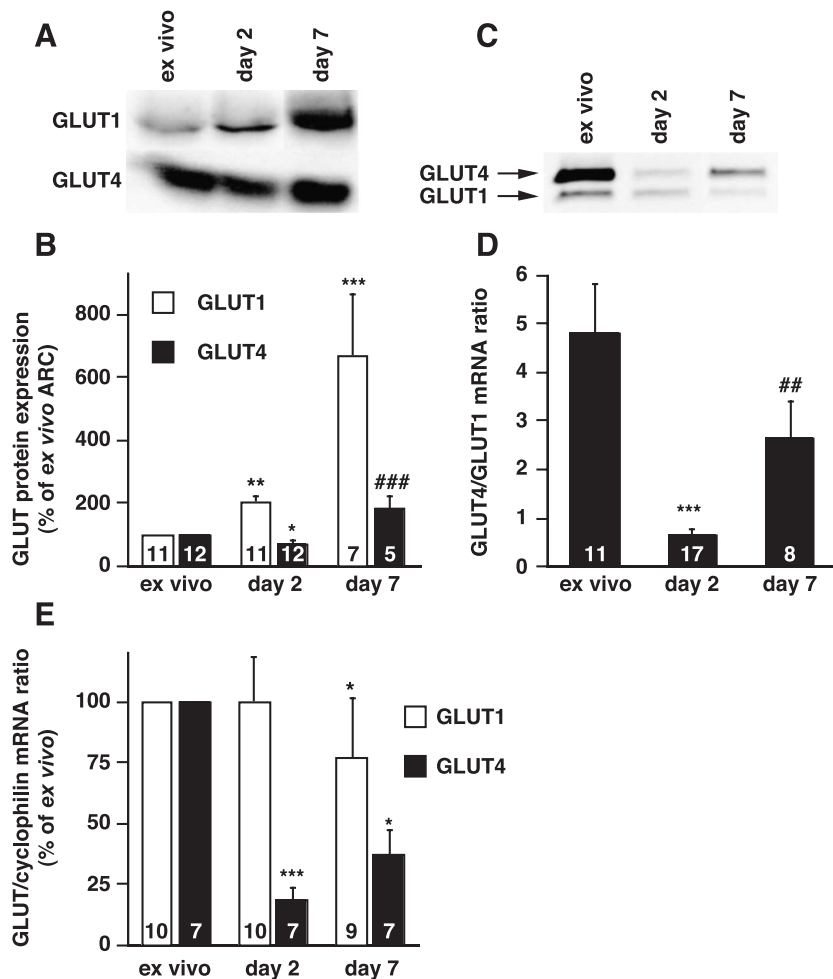 A
ex vivo
day 2
day 7
GLUT1
GLUT4
B
GLUT protein expression
(% of ex vivo ARC)
800
600
400
200
0
GLUT1
GLUT4
***
**
*
###
11
12
11
12
7
5
ex vivo
day 2
day 7
C
ex vivo
day 2
day 7
GLUT4
GLUT1
D
GLUT4/GLUT1 mRNA ratio
6
5
4
3
2
1
0
***
##
11
17
8
ex vivo
day 2
day 7
E
GLUT/cyclophilin mRNA ratio
(% of ex vivo)
100
75
50
25
0
GLUT1
GLUT4
*
***
*
10
7
10
7
9
7
ex vivo
day 2
day 7